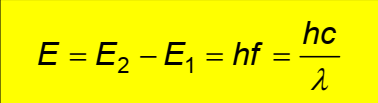 E = E₂ − E₁ = hf = hc/λ